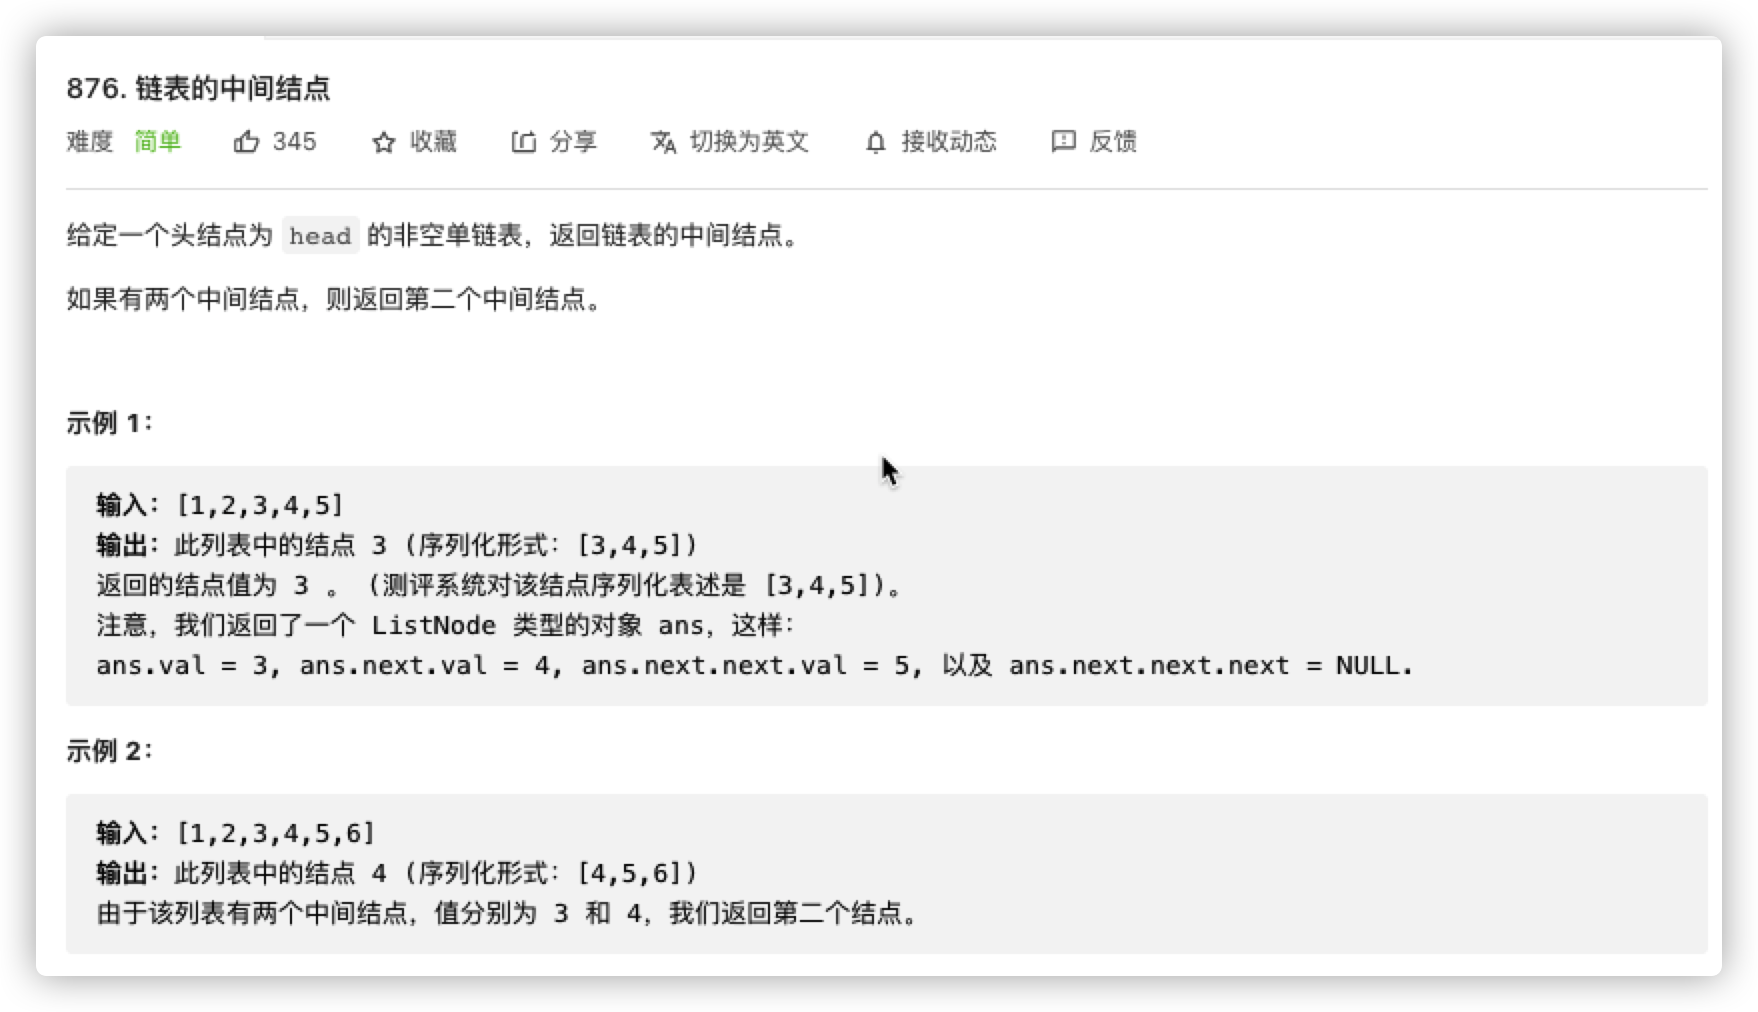 876. 链表的中间结点
难度 简单 345 收藏 分享 切换为英文 接收动态 反馈
给定一个头结点为 head 的非空单链表，返回链表的中间结点。
如果有两个中间结点，则返回第二个中间结点。
示例 1：
输入：[1,2,3,4,5]
输出：此列表中的结点 3 (序列化形式：[3,4,5])
返回的结点值为 3 。 (测评系统对该结点序列化表述是 [3,4,5])。
注意，我们返回了一个 ListNode 类型的对象 ans，这样：
ans.val = 3, ans.next.val = 4, ans.next.next.val = 5, 以及 ans.next.next.next = NULL.
示例 2：
输入：[1,2,3,4,5,6]
输出：此列表中的结点 4 (序列化形式：[4,5,6])
由于该列表有两个中间结点，值分别为 3 和 4，我们返回第二个结点。